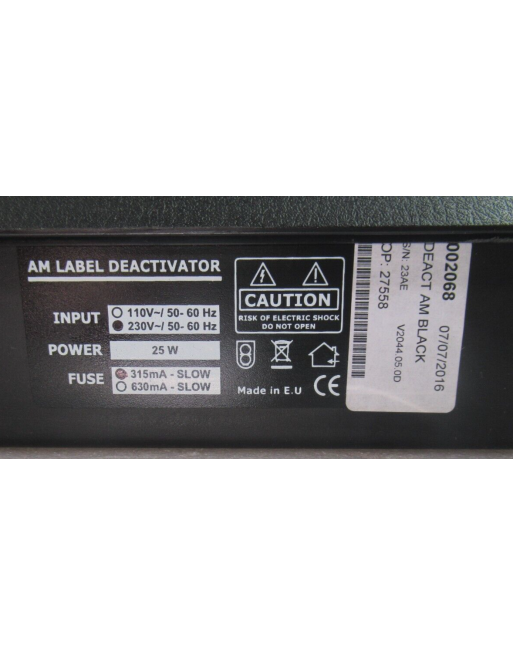 AM LABEL DEACTIVATOR
INPUT
110V~/ 50- 60 Hz
230V~/ 50- 60 Hz
POWER
25 W
FUSE
315mA - SLOW
630mA - SLOW
CAUTION
RISK OF ELECTRIC SHOCK
DO NOT OPEN
Made in E.U
CE
002068
07/07/2016
DEACT AM BLACK
S/N: 23AE
V2044.05.0D
OP: 27558